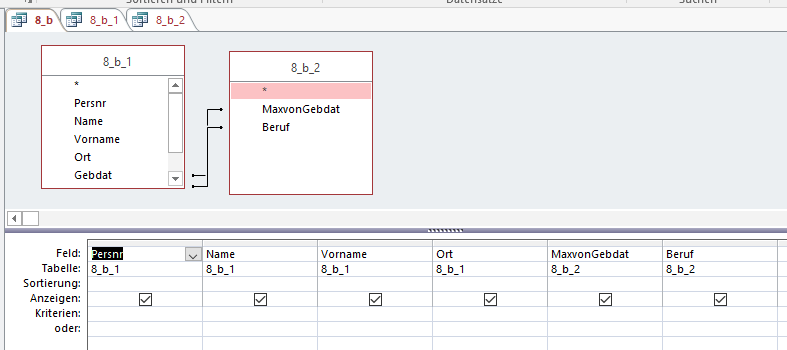 Sortieren und Filtern Datensätze Suchen
8_b 8_b_1 8_b_2
8_b_1
*
Persnr
Name
Vorname
Ort
Gebdat
8_b_2
*
MaxvonGebdat
Beruf
Feld: Persnr Name Vorname Ort MaxvonGebdat Beruf
Tabelle: 8_b_1 8_b_1 8_b_1 8_b_1 8_b_2 8_b_2
Sortierung:
Anzeigen:
Kriterien:
oder: